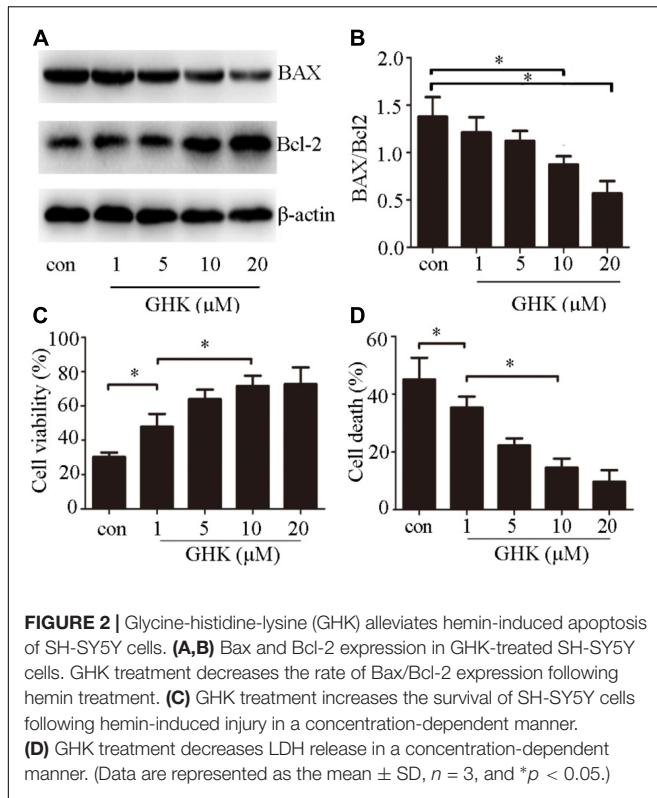 A
BAX
Bcl-2
β-actin
con 1 5 10 20
GHK (μM)
B
BAX/Bcl2
2.0
1.5
1.0
0.5
0.0
* 
*
con 1 5 10 20
GHK (μM)
C
Cell viability (%)
100
80
60
40
20
0
* *
con 1 5 10 20
GHK (μM)
D
Cell death (%)
60
40
20
0
*
*
con 1 5 10 20
GHK (μM)
FIGURE 2 | Glycine-histidine-lysine (GHK) alleviates hemin-induced apoptosis
of SH-SY5Y cells. (A,B) Bax and Bcl-2 expression in GHK-treated SH-SY5Y
cells. GHK treatment decreases the rate of Bax/Bcl-2 expression following
hemin treatment. (C) GHK treatment increases the survival of SH-SY5Y cells
following hemin-induced injury in a concentration-dependent manner.
(D) GHK treatment decreases LDH release in a concentration-dependent
manner. (Data are represented as the mean ± SD, n = 3, and *p < 0.05.)